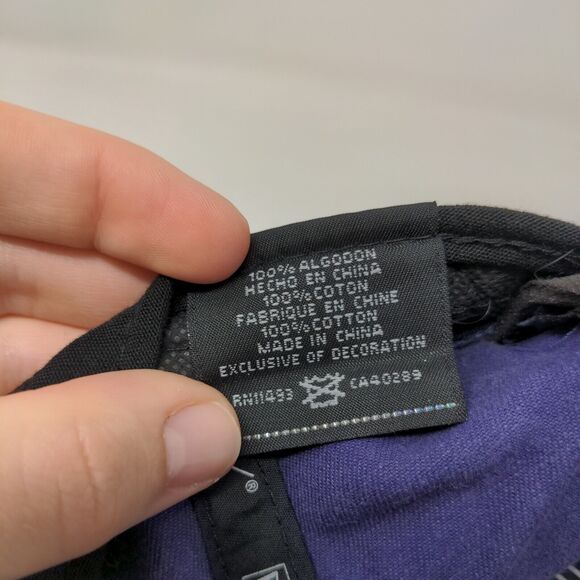 100% ALGODON
HECHO EN CHINA
100% COTON
FABRIQUE EN CHINE
100% COTTON
MADE IN CHINA
EXCLUSIVE OF DECORATION
RN11493 CA40289
®